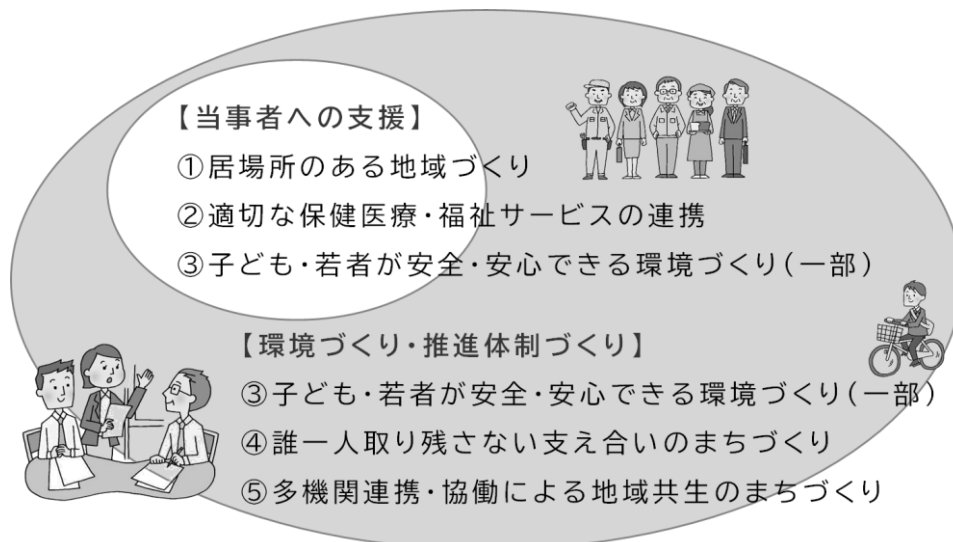 【当事者への支援】
①居場所のある地域づくり
②適切な保健医療・福祉サービスの連携
③子ども・若者が安全・安心できる環境づくり(一部)
【環境づくり・推進体制づくり】
③子ども・若者が安全・安心できる環境づくり(一部)
④誰一人取り残さない支え合いのまちづくり
⑤多機関連携・協働による地域共生のまちづくり